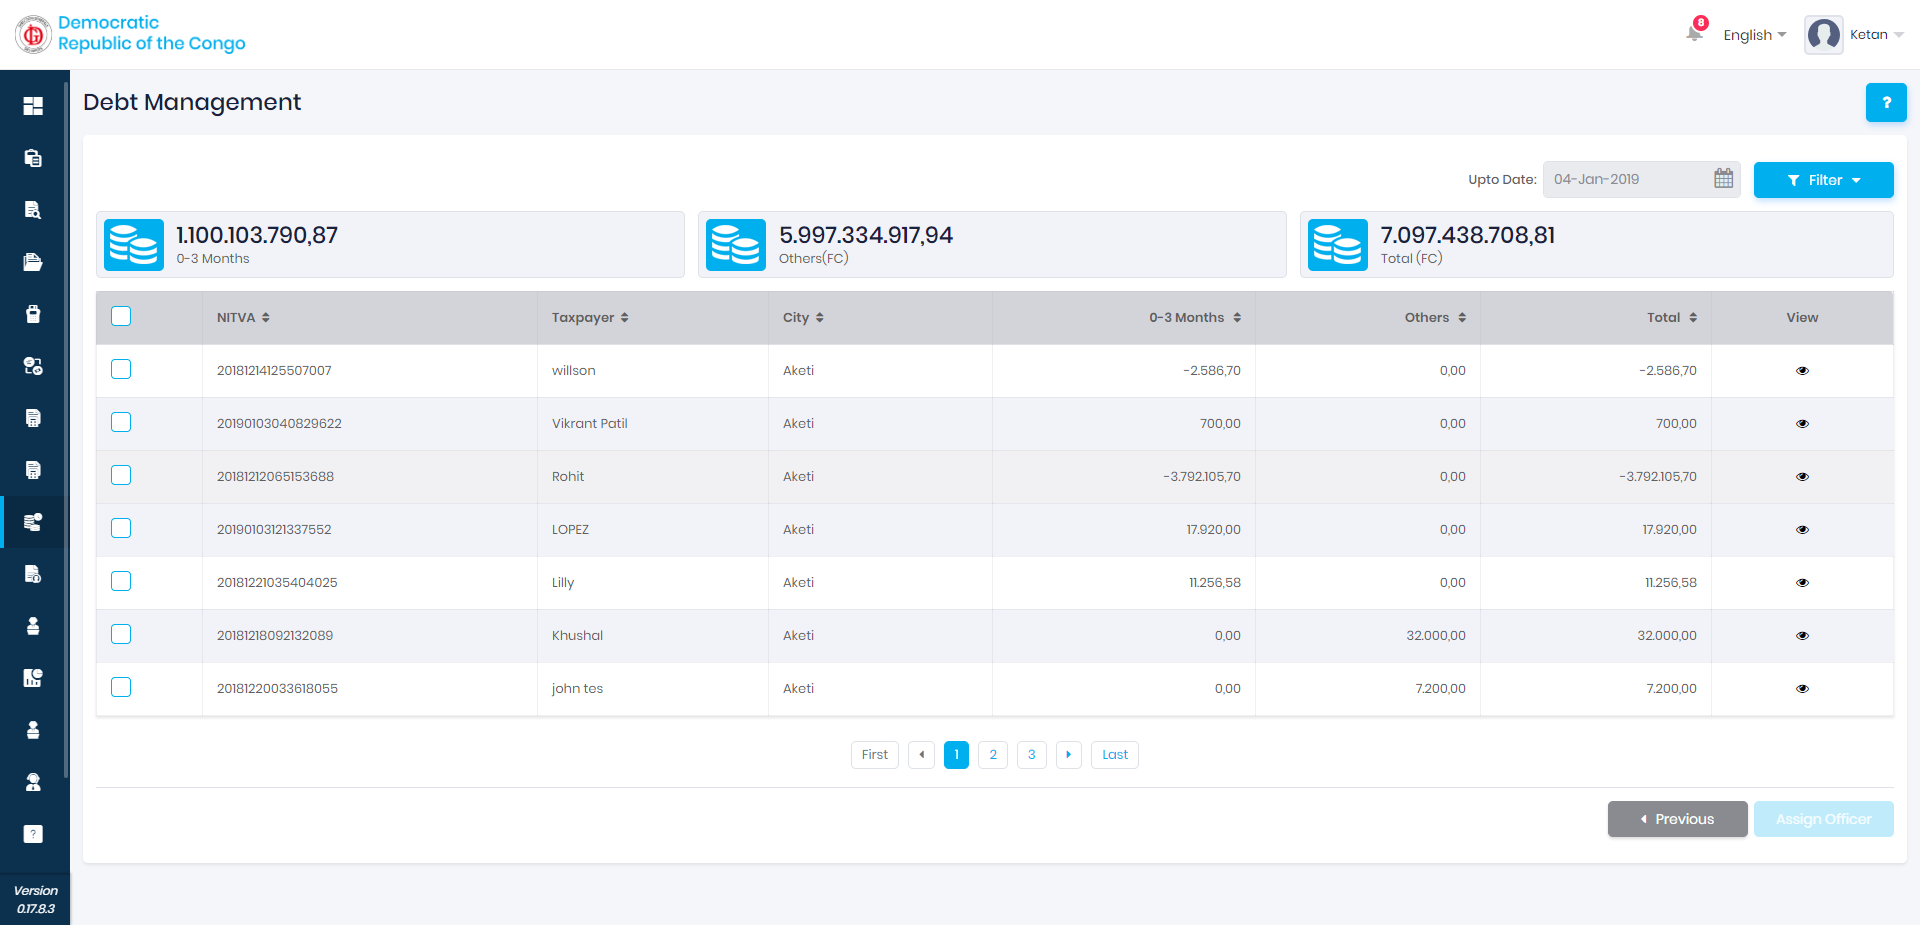 Democratic
Republic of the Congo
8
English
Ketan
Debt Management
?
Upto Date: 04-Jan-2019 Filter
1.100.103.790,87
0-3 Months
5.997.334.917,94
Others(FC)
7.097.438.708,81
Total (FC)
NITVA Taxpayer City 0-3 Months Others Total View
20181214125507007 willson Aketi -2.586,70 0,00 -2.586,70
20190103040829622 Vikrant Patil Aketi 700,00 0,00 700,00
20181212065153688 Rohit Aketi -3.792.105,70 0,00 -3.792.105,70
20190103121337552 LOPEZ Aketi 17.920,00 0,00 17.920,00
20181221035404025 Lilly Aketi 11.256,58 0,00 11.256,58
20181218092132089 Khushal Aketi 0,00 32.000,00 32.000,00
20181220033618055 john tes Aketi 0,00 7.200,00 7.200,00
First 1 2 3 Last
Previous Assign Officer
?
Version
0.17.8.3